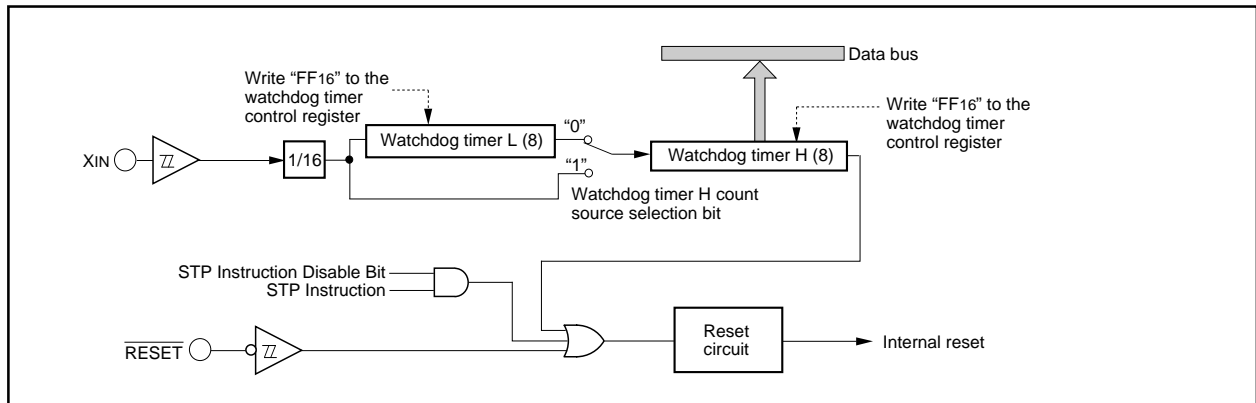 Data bus
Write “FF16” to the
watchdog timer
control register
Write “FF16” to the
watchdog timer
control register
“0”
Watchdog timer L (8)
XIN
1/16
Watchdog timer H (8)
“1”
Watchdog timer H count
source selection bit
STP Instruction Disable Bit
STP Instruction
RESET
Reset
circuit
Internal reset